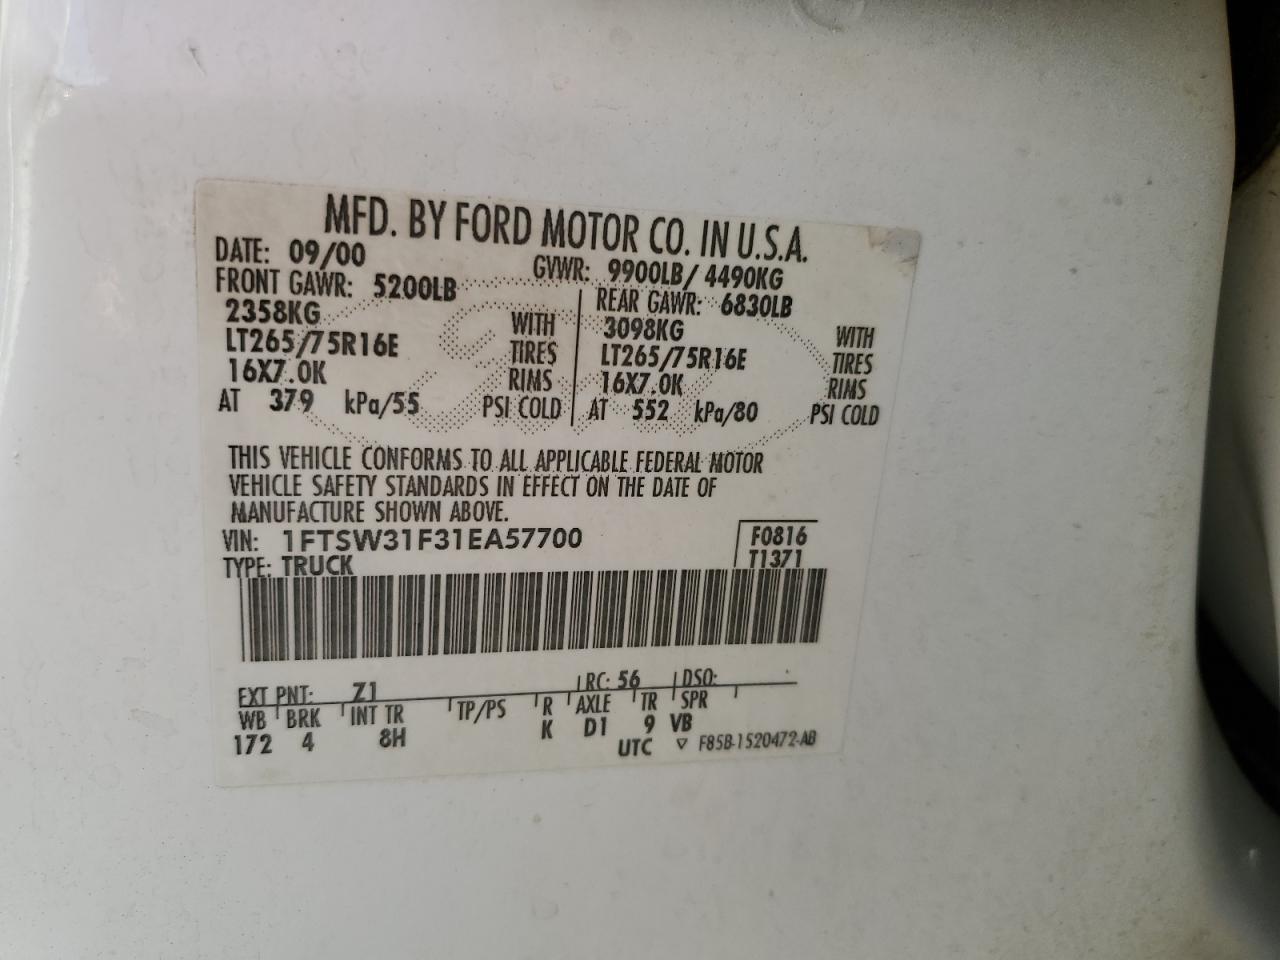 MFD. BY FORD MOTOR CO. IN U.S.A.
DATE: 09/00 GVWR: 9900LB/ 4490KG
FRONT GAWR: 5200LB REAR GAWR: 6830LB
2358KG WITH 3098KG WITH
LT265/75R16E TIRES LT265/75R16E TIRES
16X7.0K RIMS 16X7.0K RIMS
AT 379 kPa/55 PSI COLD AT 552 kPa/80 PSI COLD
THIS VEHICLE CONFORMS TO ALL APPLICABLE FEDERAL MOTOR
VEHICLE SAFETY STANDARDS IN EFFECT ON THE DATE OF
MANUFACTURE SHOWN ABOVE.
VIN: 1FTSW31F31EA57700 F0816
TYPE: TRUCK T1371
EXT PNT: Z1 RC: 56 DSO:
WB BRK INT TR TP/PS R AXLE TR SPR
172 4 8H K D1 9 VB
UTC ▽ F85B-1520472-AB